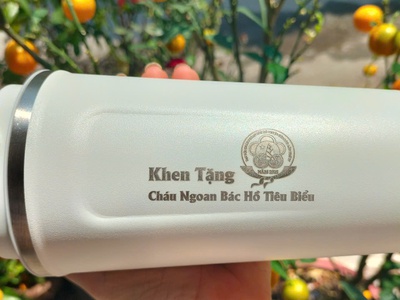 Khen Tặng
Cháu Ngoan Bác Hồ Tiêu Biểu